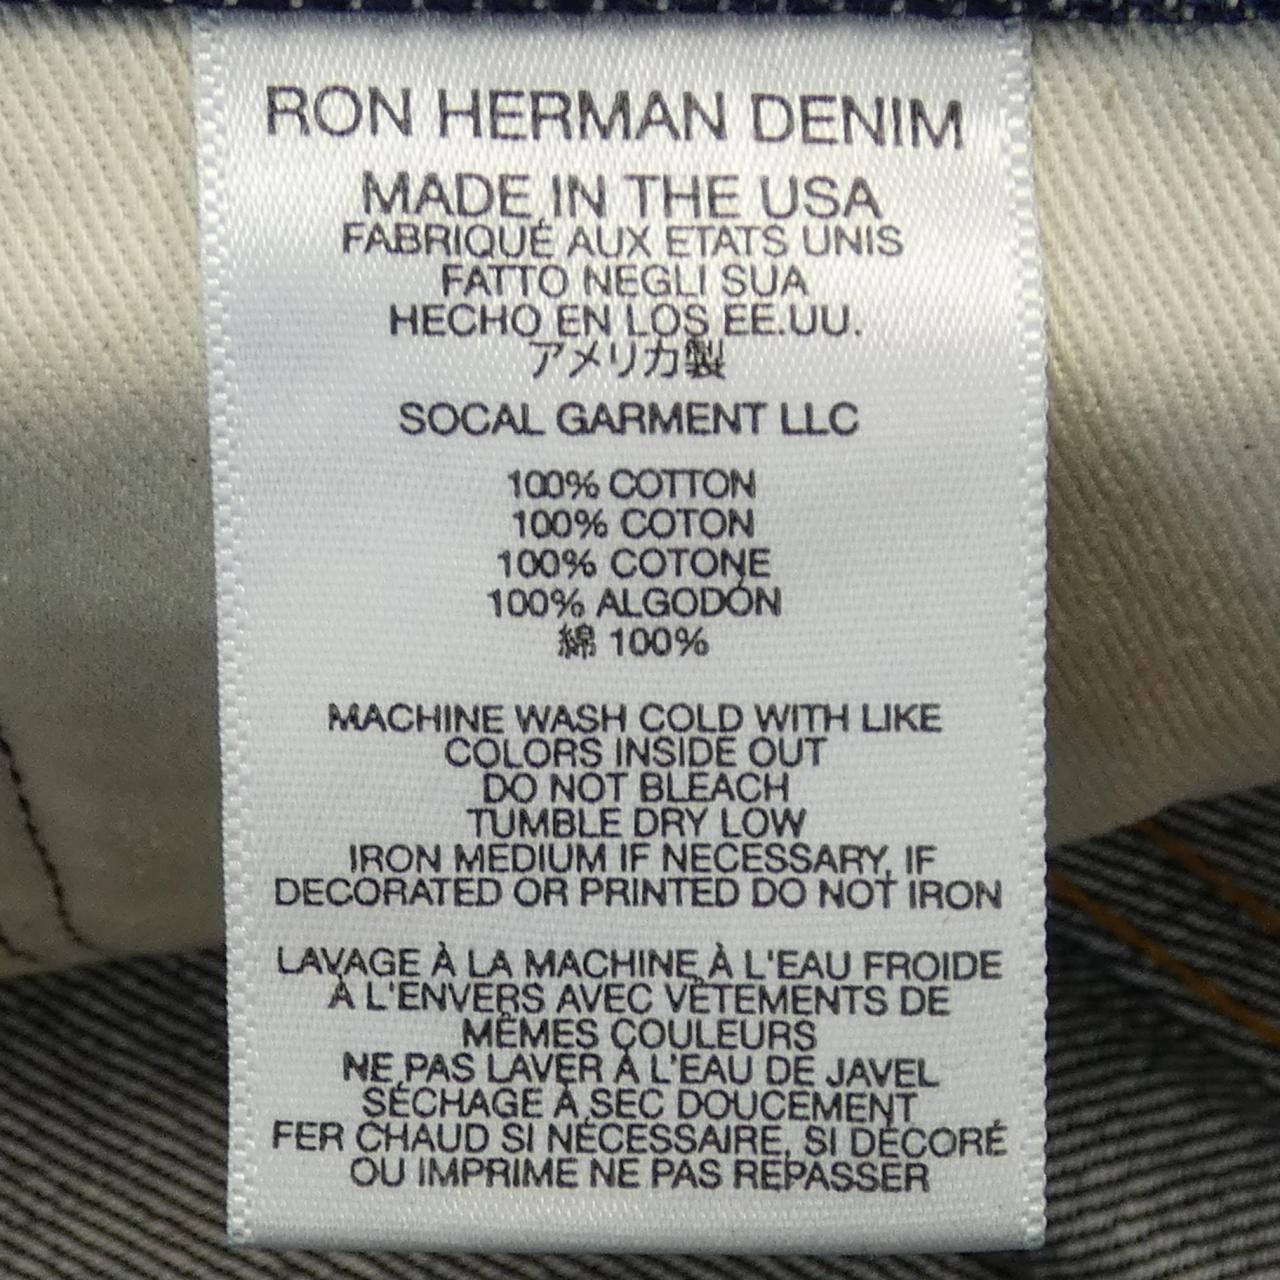 RON HERMAN DENIM
MADE IN THE USA
FABRIQUÉ AUX ETATS UNIS
FATTO NEGLI SUA
HECHO EN LOS EE.UU.
アメリカ製
SOCAL GARMENT LLC
100% COTTON
100% COTON
100% COTONE
100% ALGODÓN
綿 100%
MACHINE WASH COLD WITH LIKE
COLORS INSIDE OUT
DO NOT BLEACH
TUMBLE DRY LOW
IRON MEDIUM IF NECESSARY, IF
DECORATED OR PRINTED DO NOT IRON
LAVAGE À LA MACHINE À L'EAU FROIDE
À L'ENVERS AVEC VÊTEMENTS DE
MÊMES COULEURS
NE PAS LAVER À L'EAU DE JAVEL
SÉCHAGE À SEC DOUCEMENT
FER CHAUD SI NÉCESSAIRE, SI DÉCORÉ
OU IMPRIME NE PAS REPASSER